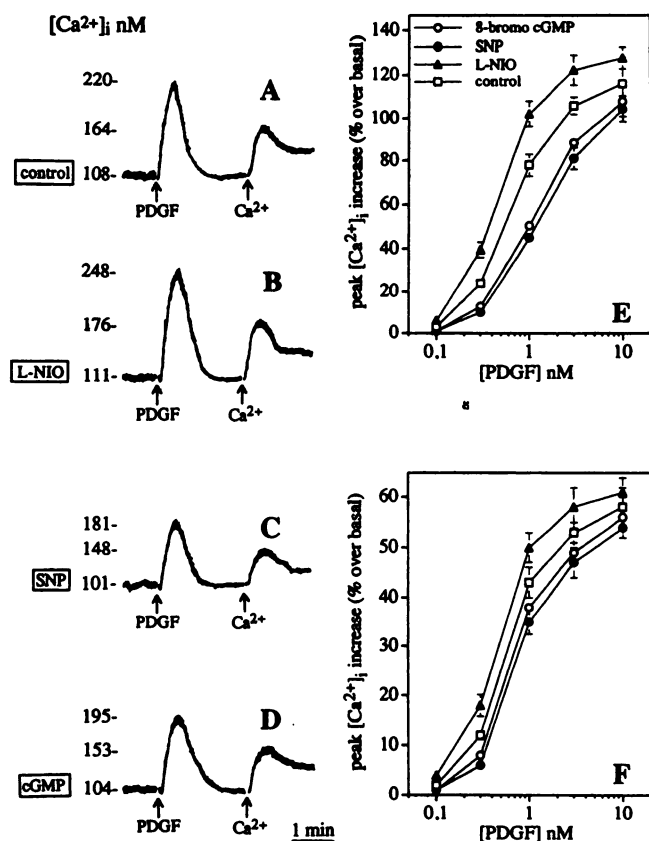 [Ca2+]i nM
220-
164-
108-
control
A
PDGF
Ca2+
248-
176-
111-
L-NIO
B
PDGF
Ca2+
181-
148-
101-
SNP
C
PDGF
Ca2+
195-
153-
104-
cGMP
D
PDGF
Ca2+
1 min
8-bromo cGMP
SNP
L-NIO
control
peak [Ca2+]i increase (% over basal)
140
120
100
80
60
40
20
0
0.1
1
10
[PDGF] nM
E
peak [Ca2+]i increase (% over basal)
60
50
40
30
20
10
0
0.1
1
10
[PDGF] nM
F